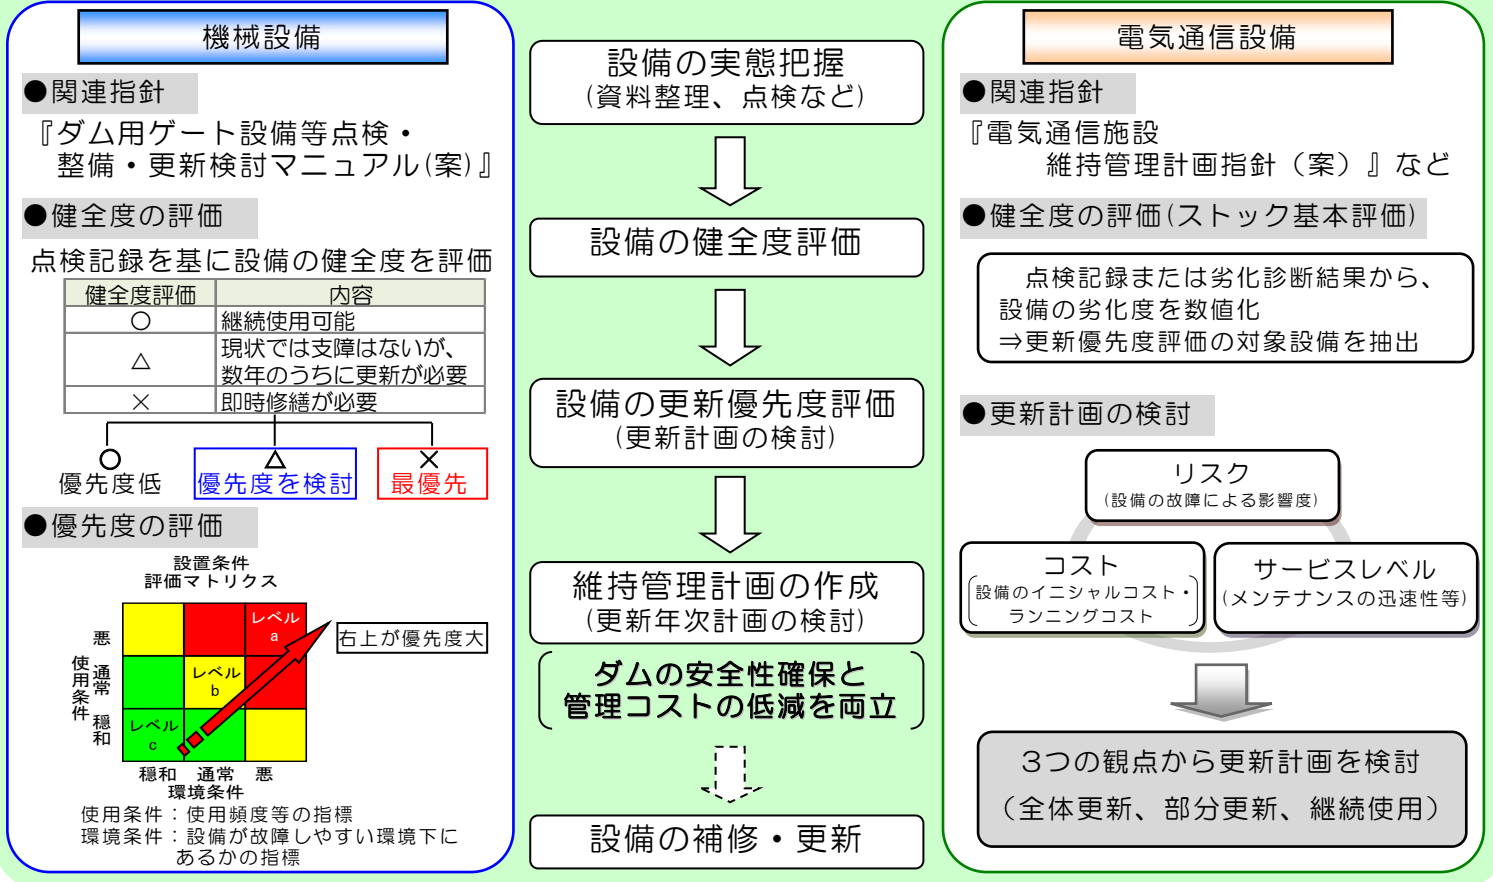 機械設備
●関連指針
『ダム用ゲート設備等点検・
整備・更新検討マニュアル(案)』
●健全度の評価
点検記録を基に設備の健全度を評価
健全度評価 内容
○ 継続使用可能
△ 現状では支障はないが、
数年のうちに更新が必要
× 即時修繕が必要
○ △ ×
優先度低 優先度を検討 最優先
●優先度の評価
設置条件
評価マトリクス
レベル
a
レベル
b
レベル
c
右上が優先度大
使用条件
悪
通常
穏和
穏和 通常 悪
環境条件
使用条件：使用頻度等の指標
環境条件：設備が故障しやすい環境下に
あるかの指標
設備の実態把握
(資料整理、点検など)
設備の健全度評価
設備の更新優先度評価
(更新計画の検討)
維持管理計画の作成
(更新年次計画の検討)
ダムの安全性確保と
管理コストの低減を両立
設備の補修・更新
電気通信設備
●関連指針
『電気通信施設
維持管理計画指針（案）』など
●健全度の評価(ストック基本評価)
点検記録または劣化診断結果から、
設備の劣化度を数値化
⇒更新優先度評価の対象設備を抽出
●更新計画の検討
リスク
(設備の故障による影響度)
コスト
設備のイニシャルコスト・
ランニングコスト
サービスレベル
(メンテナンスの迅速性等)
3つの観点から更新計画を検討
（全体更新、部分更新、継続使用）